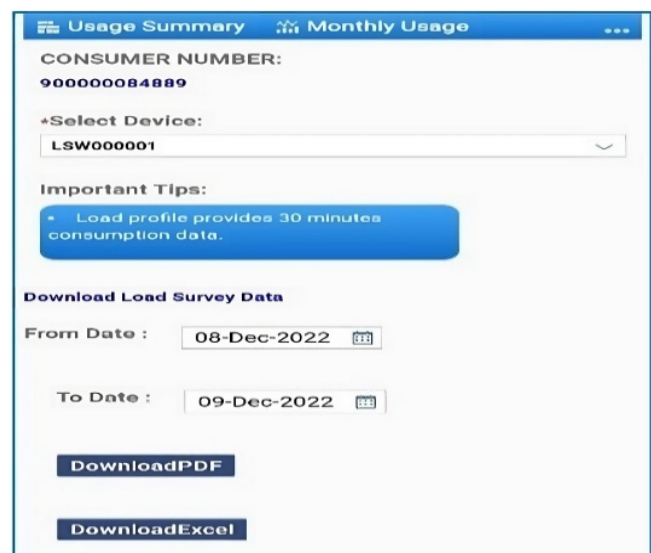 Usage Summary Monthly Usage ...
CONSUMER NUMBER:
900000084889
*Select Device:
LSW000001
Important Tips:
• Load profile provides 30 minutes
consumption data.
Download Load Survey Data
From Date : 08-Dec-2022
To Date : 09-Dec-2022
DownloadPDF
DownloadExcel